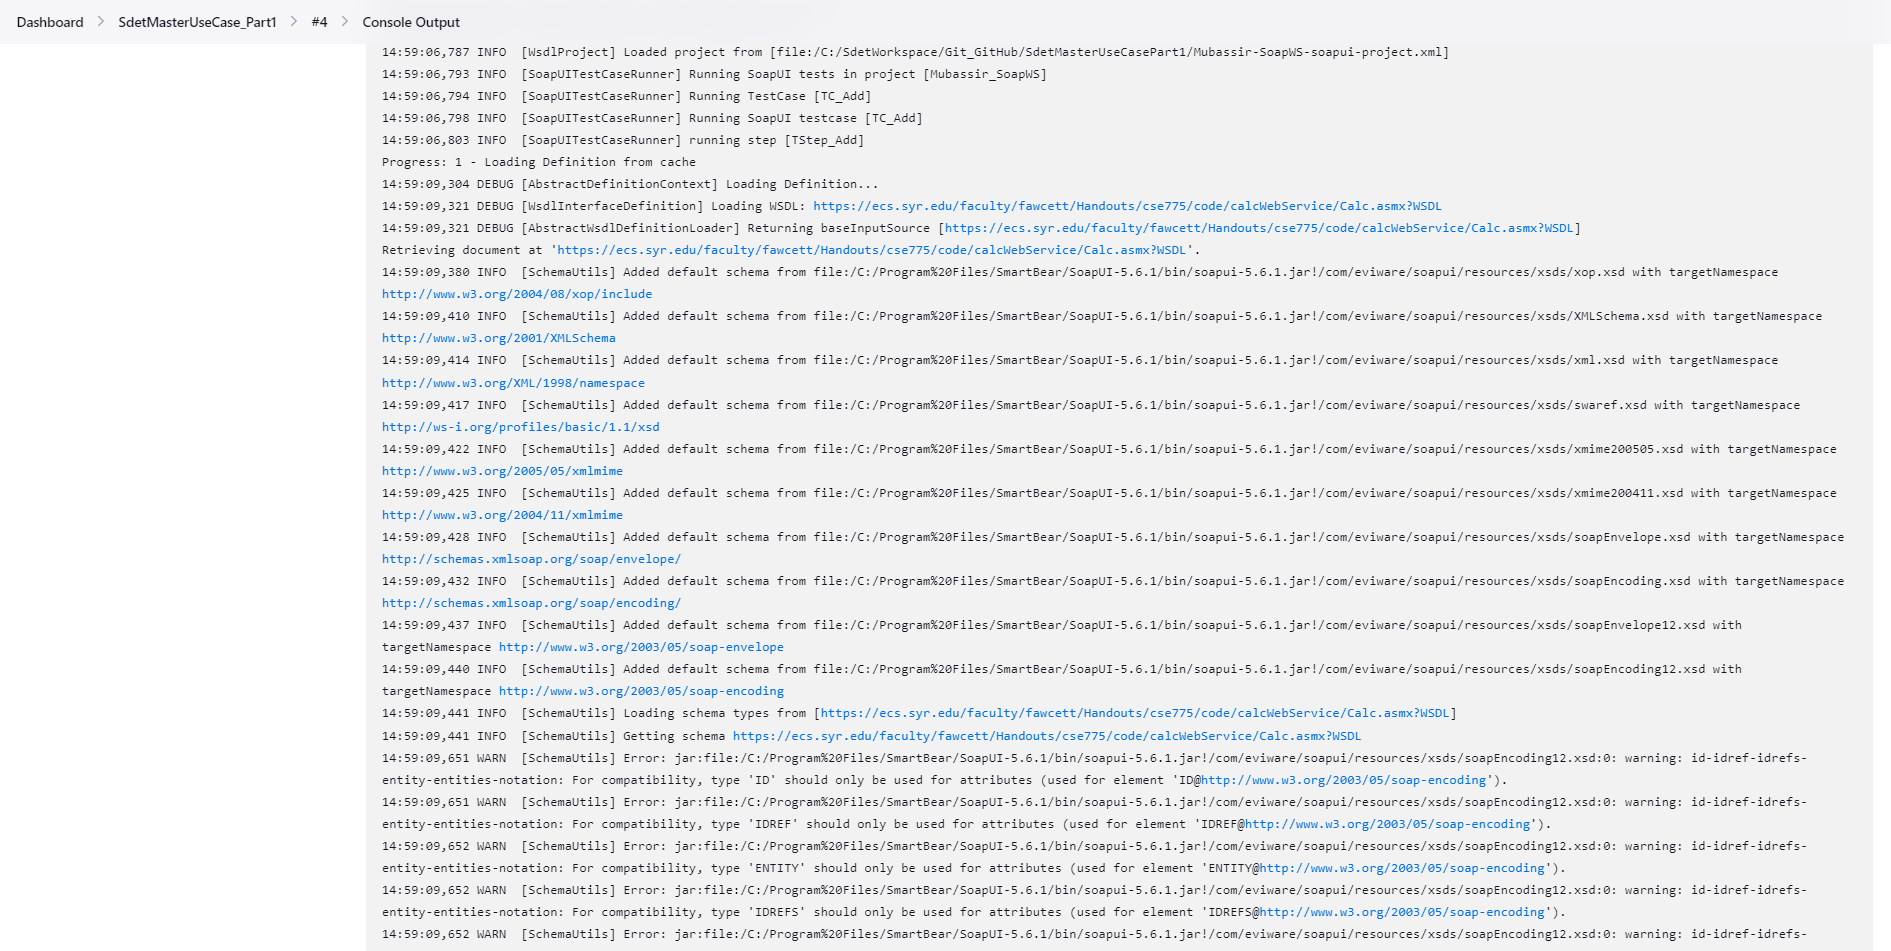 Dashboard > SdetMasterUseCase_Part1 > #4 > Console Output
14:59:06,787 INFO  [WsdlProject] Loaded project from [file:/C:/SdetWorkspace/Git_GitHub/SdetMasterUseCasePart1/Mubassir-SoapWS-soapui-project.xml]
14:59:06,793 INFO  [SoapUITestCaseRunner] Running SoapUI tests in project [Mubassir_SoapWS]
14:59:06,794 INFO  [SoapUITestCaseRunner] Running TestCase [TC_Add]
14:59:06,798 INFO  [SoapUITestCaseRunner] Running SoapUI testcase [TC_Add]
14:59:06,803 INFO  [SoapUITestCaseRunner] running step [TStep_Add]
Progress: 1 - Loading Definition from cache
14:59:09,304 DEBUG [AbstractDefinitionContext] Loading Definition...
14:59:09,321 DEBUG [WsdlInterfaceDefinition] Loading WSDL: https://ecs.syr.edu/faculty/fawcett/Handouts/cse775/code/calcWebService/Calc.asmx?WSDL
14:59:09,321 DEBUG [AbstractWsdlDefinitionLoader] Returning baseInputSource [https://ecs.syr.edu/faculty/fawcett/Handouts/cse775/code/calcWebService/Calc.asmx?WSDL]
Retrieving document at 'https://ecs.syr.edu/faculty/fawcett/Handouts/cse775/code/calcWebService/Calc.asmx?WSDL'.
14:59:09,380 INFO  [SchemaUtils] Added default schema from file:/C:/Program%20Files/SmartBear/SoapUI-5.6.1/bin/soapui-5.6.1.jar!/com/eviware/soapui/resources/xsds/xop.xsd with targetNamespace
http://www.w3.org/2004/08/xop/include
14:59:09,410 INFO  [SchemaUtils] Added default schema from file:/C:/Program%20Files/SmartBear/SoapUI-5.6.1/bin/soapui-5.6.1.jar!/com/eviware/soapui/resources/xsds/XMLSchema.xsd with targetNamespace
http://www.w3.org/2001/XMLSchema
14:59:09,414 INFO  [SchemaUtils] Added default schema from file:/C:/Program%20Files/SmartBear/SoapUI-5.6.1/bin/soapui-5.6.1.jar!/com/eviware/soapui/resources/xsds/xml.xsd with targetNamespace
http://www.w3.org/XML/1998/namespace
14:59:09,417 INFO  [SchemaUtils] Added default schema from file:/C:/Program%20Files/SmartBear/SoapUI-5.6.1/bin/soapui-5.6.1.jar!/com/eviware/soapui/resources/xsds/swaref.xsd with targetNamespace
http://ws-i.org/profiles/basic/1.1/xsd
14:59:09,422 INFO  [SchemaUtils] Added default schema from file:/C:/Program%20Files/SmartBear/SoapUI-5.6.1/bin/soapui-5.6.1.jar!/com/eviware/soapui/resources/xsds/xmime200505.xsd with targetNamespace
http://www.w3.org/2005/05/xmlmime
14:59:09,425 INFO  [SchemaUtils] Added default schema from file:/C:/Program%20Files/SmartBear/SoapUI-5.6.1/bin/soapui-5.6.1.jar!/com/eviware/soapui/resources/xsds/xmime200411.xsd with targetNamespace
http://www.w3.org/2004/11/xmlmime
14:59:09,428 INFO  [SchemaUtils] Added default schema from file:/C:/Program%20Files/SmartBear/SoapUI-5.6.1/bin/soapui-5.6.1.jar!/com/eviware/soapui/resources/xsds/soapEnvelope.xsd with targetNamespace
http://schemas.xmlsoap.org/soap/envelope/
14:59:09,432 INFO  [SchemaUtils] Added default schema from file:/C:/Program%20Files/SmartBear/SoapUI-5.6.1/bin/soapui-5.6.1.jar!/com/eviware/soapui/resources/xsds/soapEncoding.xsd with targetNamespace
http://schemas.xmlsoap.org/soap/encoding/
14:59:09,437 INFO  [SchemaUtils] Added default schema from file:/C:/Program%20Files/SmartBear/SoapUI-5.6.1/bin/soapui-5.6.1.jar!/com/eviware/soapui/resources/xsds/soapEnvelope12.xsd with
targetNamespace http://www.w3.org/2003/05/soap-envelope
14:59:09,440 INFO  [SchemaUtils] Added default schema from file:/C:/Program%20Files/SmartBear/SoapUI-5.6.1/bin/soapui-5.6.1.jar!/com/eviware/soapui/resources/xsds/soapEncoding12.xsd with
targetNamespace http://www.w3.org/2003/05/soap-encoding
14:59:09,441 INFO  [SchemaUtils] Loading schema types from [https://ecs.syr.edu/faculty/fawcett/Handouts/cse775/code/calcWebService/Calc.asmx?WSDL]
14:59:09,441 INFO  [SchemaUtils] Getting schema https://ecs.syr.edu/faculty/fawcett/Handouts/cse775/code/calcWebService/Calc.asmx?WSDL
14:59:09,651 WARN  [SchemaUtils] Error: jar:file:/C:/Program%20Files/SmartBear/SoapUI-5.6.1/bin/soapui-5.6.1.jar!/com/eviware/soapui/resources/xsds/soapEncoding12.xsd:0: warning: id-idref-idrefs-
entity-entities-notation: For compatibility, type 'ID' should only be used for attributes (used for element 'ID@http://www.w3.org/2003/05/soap-encoding').
14:59:09,651 WARN  [SchemaUtils] Error: jar:file:/C:/Program%20Files/SmartBear/SoapUI-5.6.1/bin/soapui-5.6.1.jar!/com/eviware/soapui/resources/xsds/soapEncoding12.xsd:0: warning: id-idref-idrefs-
entity-entities-notation: For compatibility, type 'IDREF' should only be used for attributes (used for element 'IDREF@http://www.w3.org/2003/05/soap-encoding').
14:59:09,652 WARN  [SchemaUtils] Error: jar:file:/C:/Program%20Files/SmartBear/SoapUI-5.6.1/bin/soapui-5.6.1.jar!/com/eviware/soapui/resources/xsds/soapEncoding12.xsd:0: warning: id-idref-idrefs-
entity-entities-notation: For compatibility, type 'ENTITY' should only be used for attributes (used for element 'ENTITY@http://www.w3.org/2003/05/soap-encoding').
14:59:09,652 WARN  [SchemaUtils] Error: jar:file:/C:/Program%20Files/SmartBear/SoapUI-5.6.1/bin/soapui-5.6.1.jar!/com/eviware/soapui/resources/xsds/soapEncoding12.xsd:0: warning: id-idref-idrefs-
entity-entities-notation: For compatibility, type 'IDREFS' should only be used for attributes (used for element 'IDREFS@http://www.w3.org/2003/05/soap-encoding').
14:59:09,652 WARN  [SchemaUtils] Error: jar:file:/C:/Program%20Files/SmartBear/SoapUI-5.6.1/bin/soapui-5.6.1.jar!/com/eviware/soapui/resources/xsds/soapEncoding12.xsd:0: warning: id-idref-idrefs-